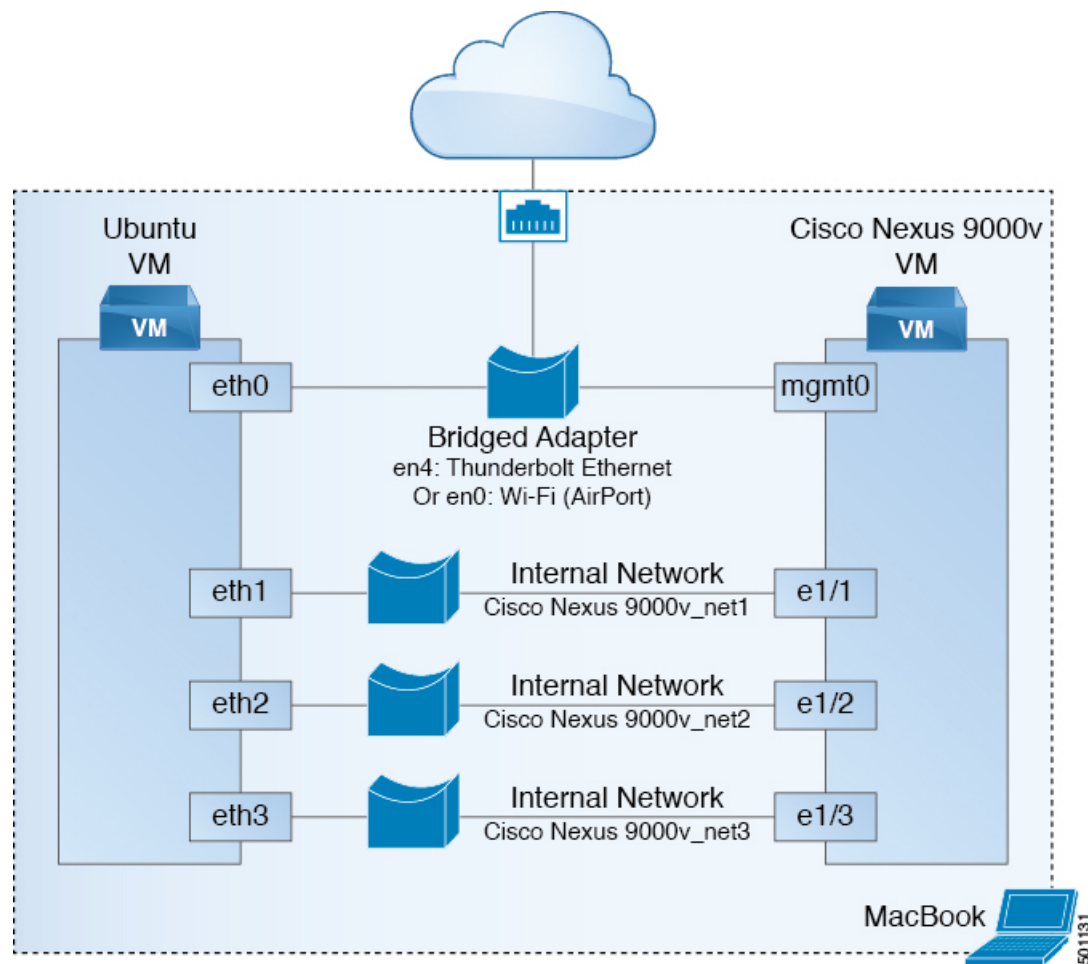 Ubuntu
VM
VM
Cisco Nexus 9000v
VM
VM
eth0
mgmt0
Bridged Adapter
en4: Thunderbolt Ethernet
Or en0: Wi-Fi (AirPort)
eth1
Internal Network
Cisco Nexus 9000v_net1
e1/1
eth2
Internal Network
Cisco Nexus 9000v_net2
e1/2
eth3
Internal Network
Cisco Nexus 9000v_net3
e1/3
MacBook
501131